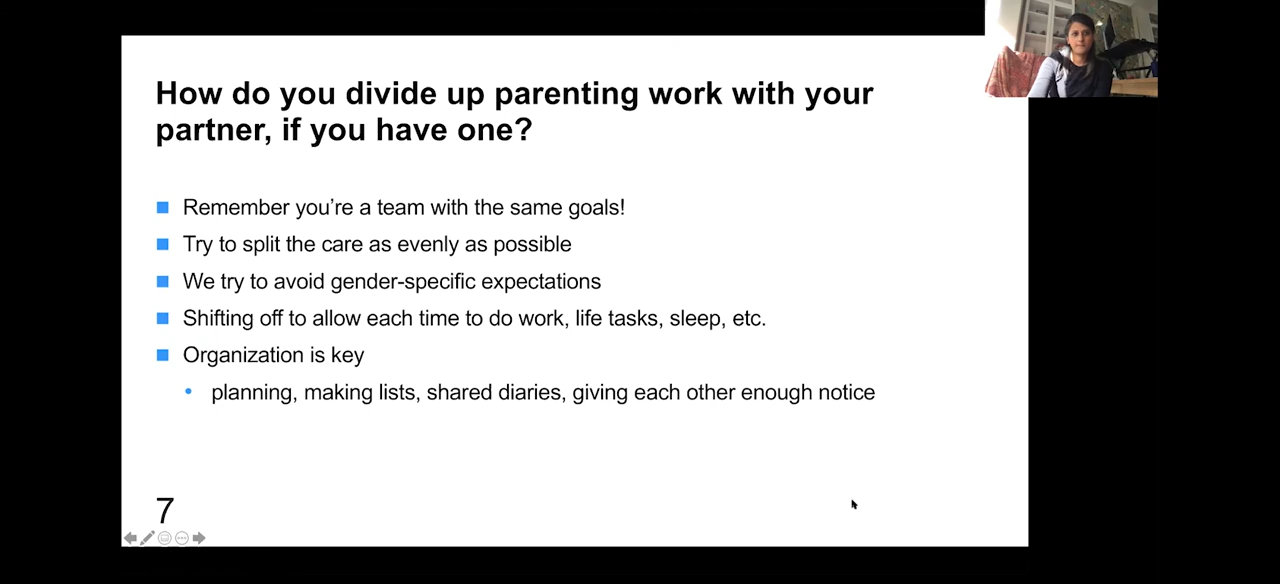 How do you divide up parenting work with your
partner, if you have one?
Remember you're a team with the same goals!
Try to split the care as evenly as possible
We try to avoid gender-specific expectations
Shifting off to allow each time to do work, life tasks, sleep, etc.
Organization is key
planning, making lists, shared diaries, giving each other enough notice
7